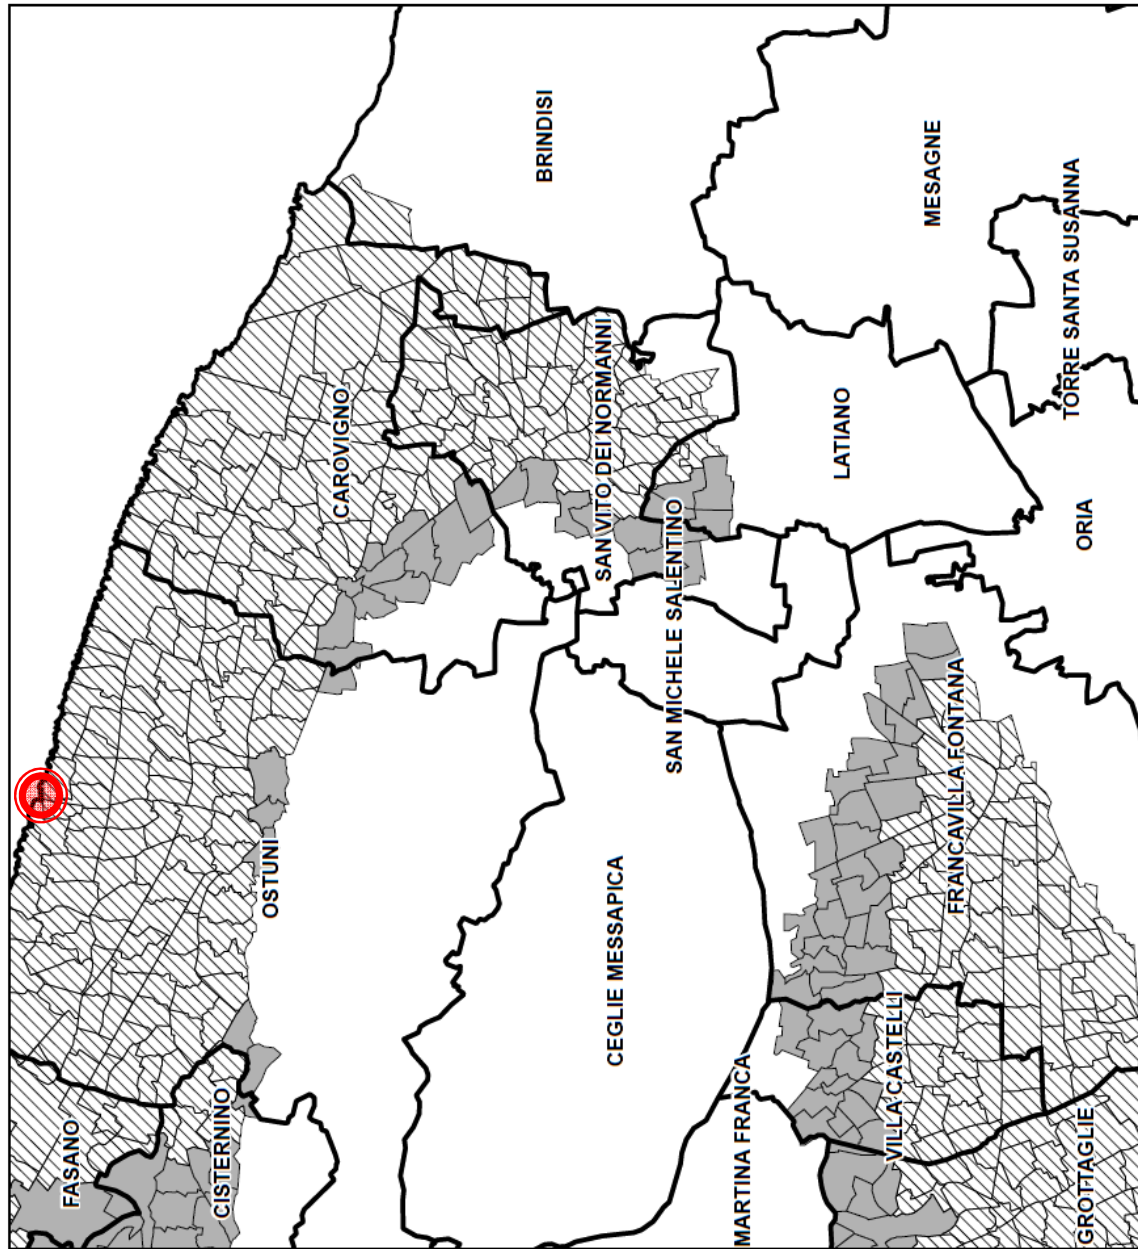 BRINDISI
MESAGNE
TORRE SANTA SUSANNA
CAROVIGNO
SAN VITO DEI NORMANNI
LATIANO
SAN MICHELE SALENTINO
ORIA
OSTUNI
FRANCAVILLA FONTANA
CEGLIE MESSAPICA
VILLA CASTELLI
MARTINA FRANCA
FASANO
CISTERNINO
GROTTAGLIE